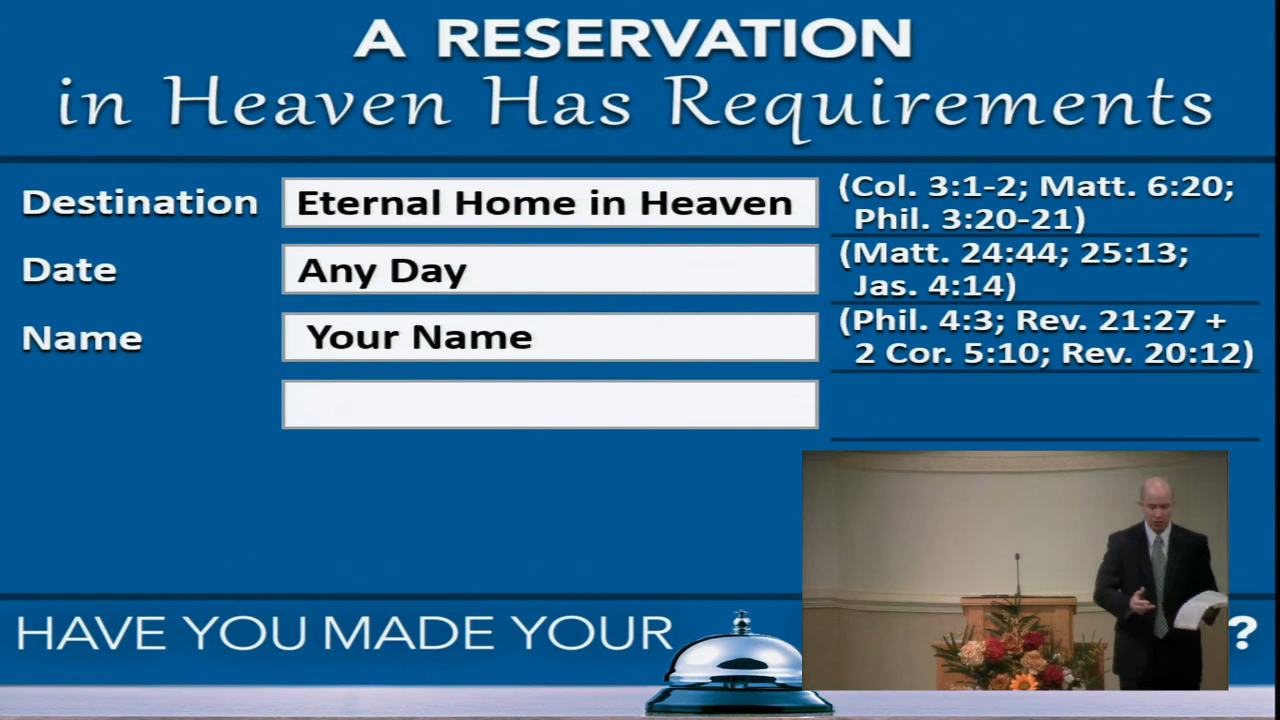 A RESERVATION
in Heaven Has Requirements
Destination
Eternal Home in Heaven
(Col. 3:1-2; Matt. 6:20;
Phil. 3:20-21)
Date
Any Day
(Matt. 24:44; 25:13;
Jas. 4:14)
Name
Your Name
(Phil. 4:3; Rev. 21:27 +
2 Cor. 5:10; Rev. 20:12)
HAVE YOU MADE YOUR
?